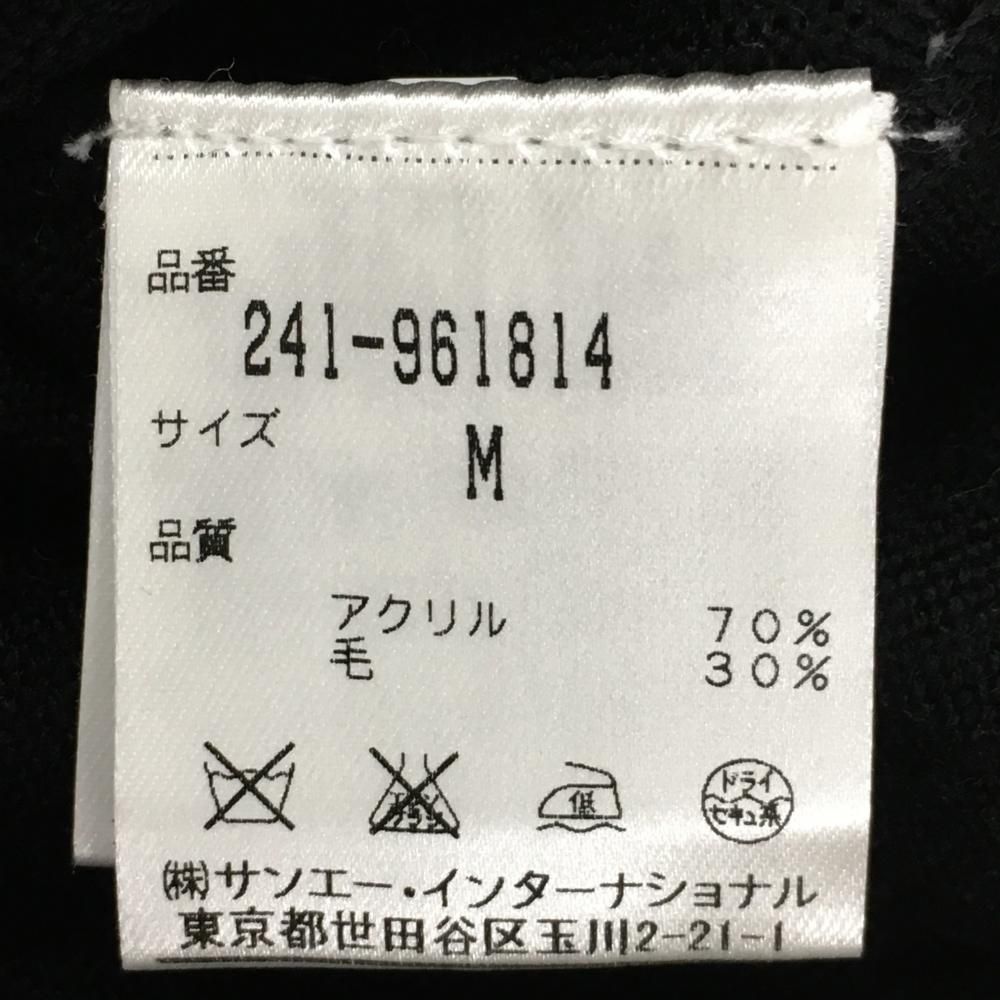 品番
241-961814
サイズ
M
品質
アクリル 70%
毛 30%
低 ドライ
セキユ系
㈱サンエー・インターナショナル
東京都世田谷区玉川2-21-1